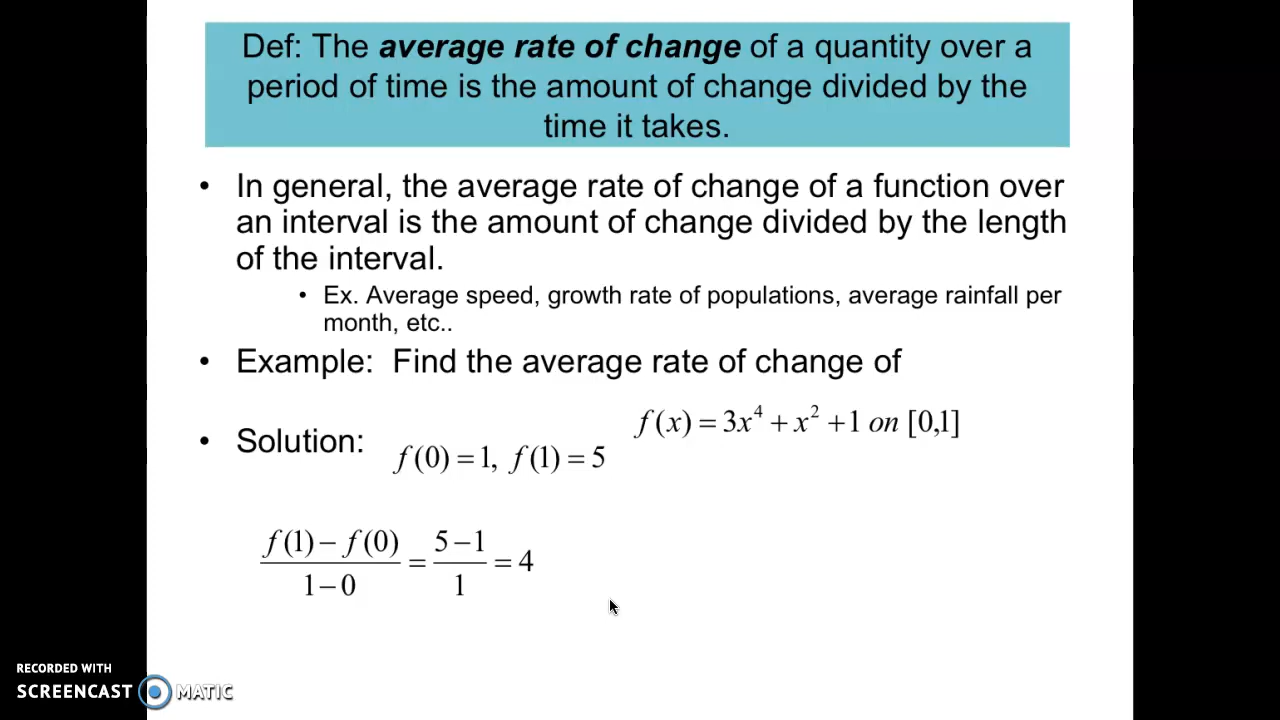 Def: The average rate of change of a quantity over a
period of time is the amount of change divided by the
time it takes.
• In general, the average rate of change of a function over
an interval is the amount of change divided by the length
of the interval.
• Ex. Average speed, growth rate of populations, average rainfall per
month, etc..
• Example: Find the average rate of change of
f(x) = 3x⁴ + x² + 1 on [0,1]
• Solution:
f(0) = 1, f(1) = 5
f(1) − f(0) / 1 − 0 = 5 − 1 / 1 = 4
RECORDED WITH
SCREENCAST MATIC